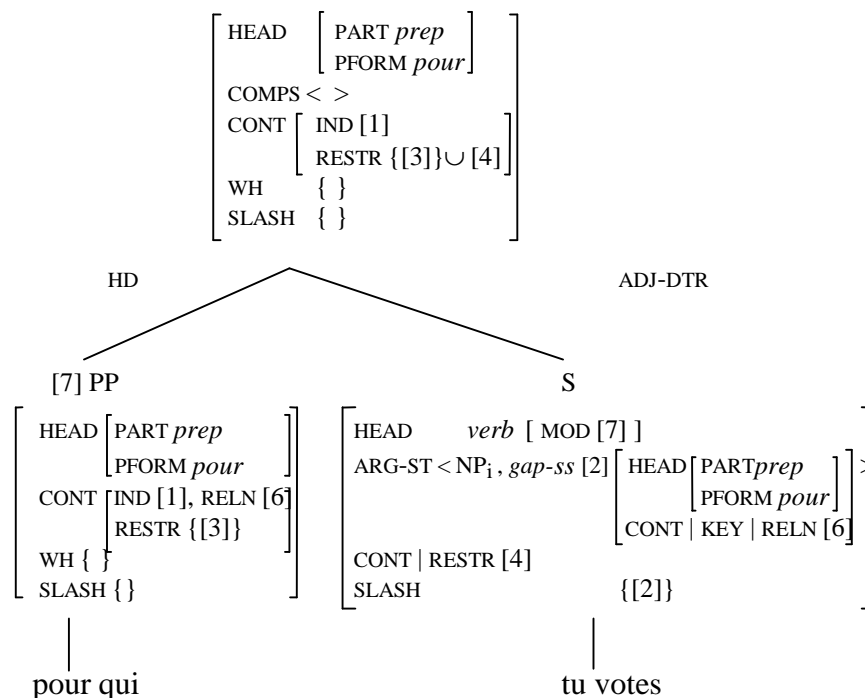 HEAD [ PART prep
PFORM pour ]
COMPS < >
CONT [ IND [1]
RESTR {[3]}∪ [4] ]
WH { }
SLASH { }
HD ADJ-DTR
[7] PP S
HEAD [ PART prep
PFORM pour ]
CONT [ IND [1], RELN [6]
RESTR {[3]} ]
WH { }
SLASH { }
HEAD verb [ MOD [7] ]
ARG-ST < NPi , gap-ss [2] [ HEAD [ PARTprep
PFORM pour ]
CONT | KEY | RELN [6] ] >
CONT | RESTR [4]
SLASH {[2]}
pour qui tu votes